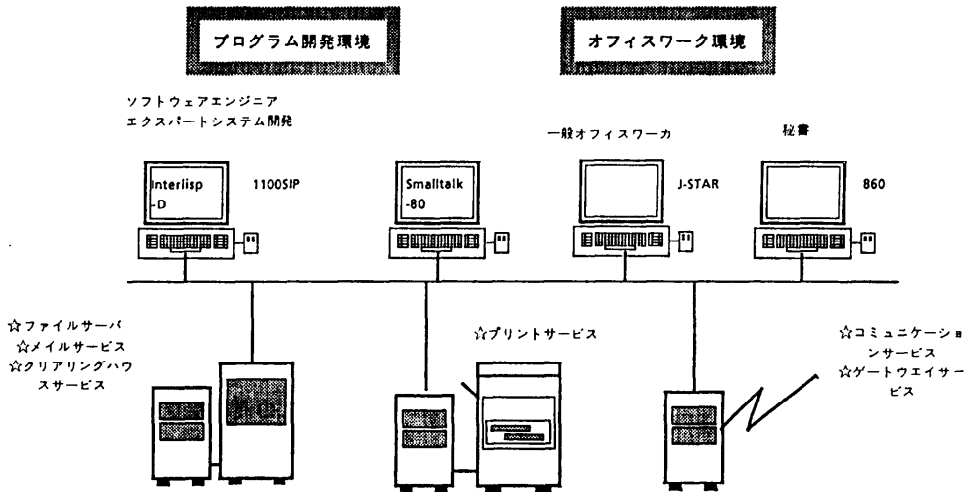 プログラム開発環境
オフィスワーク環境
ソフトウェアエンジニア
エクスパートシステム開発
一般オフィスワーカ
秘書
Interlisp
-D
1100SIP
Smalltalk
-80
J-STAR
860
☆ファイルサーバ
☆メイルサービス
☆クリアリングハウ
スサービス
☆プリントサービス
☆コミュニケーショ
ンサービス
☆ゲートウエイサー
ビス